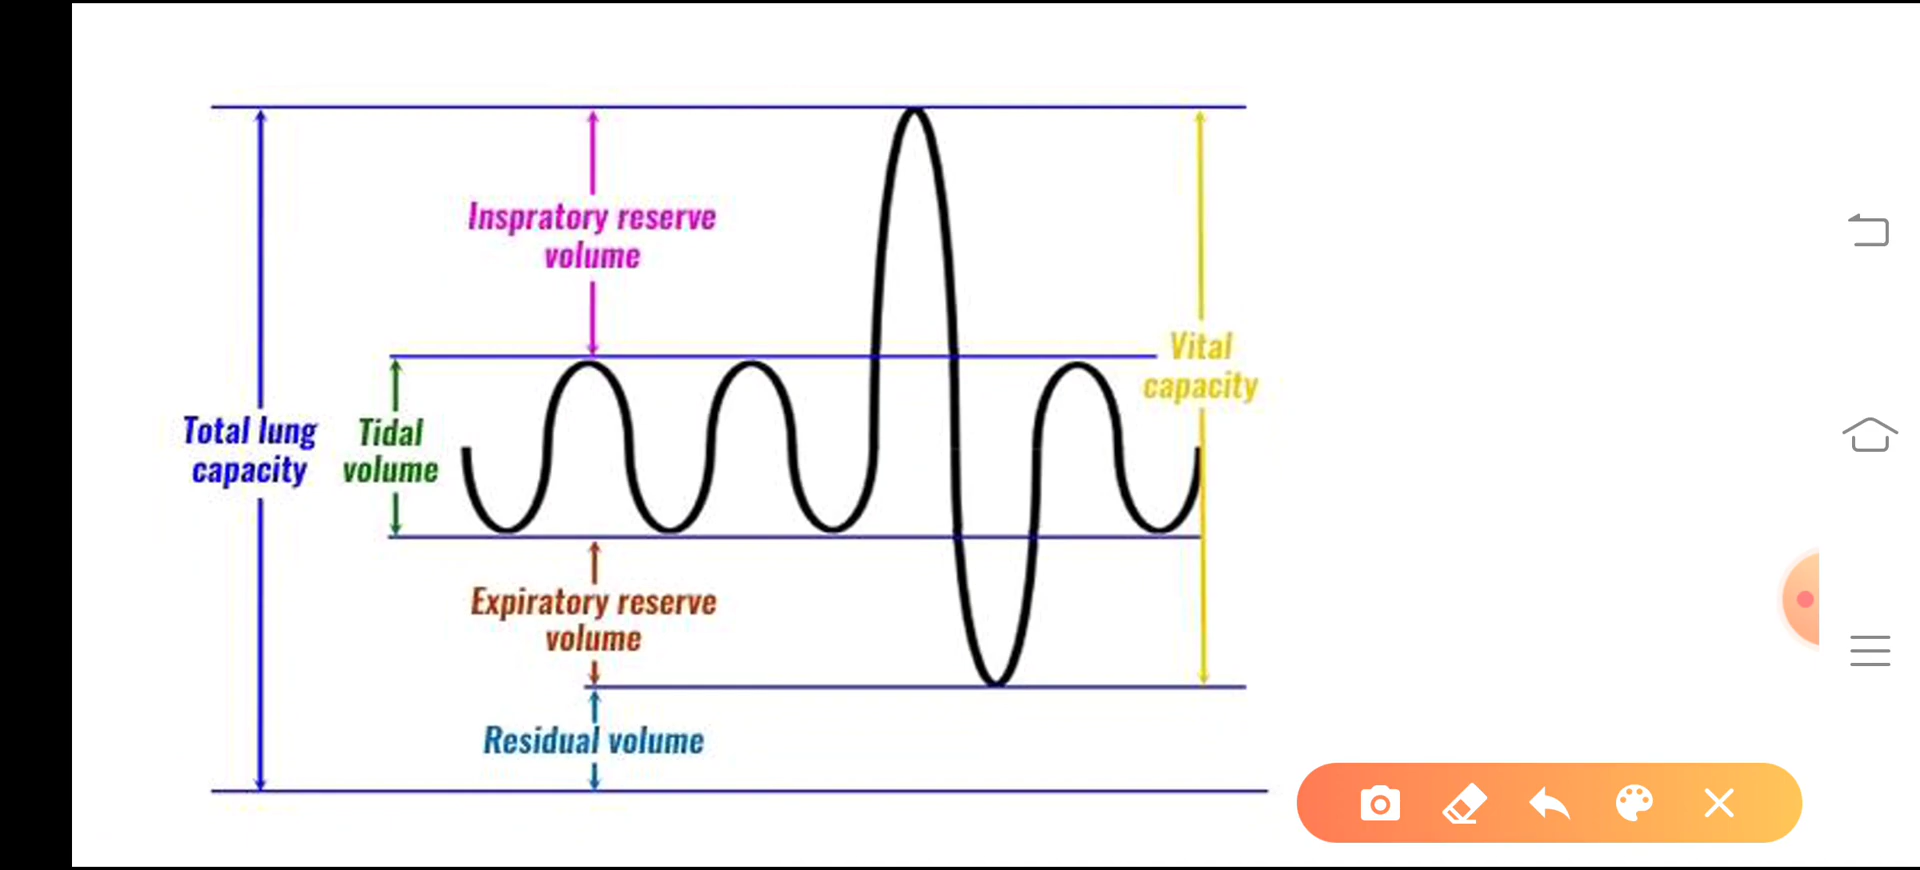 Inspratory reserve
volume
Vital
capacity
Total lung
capacity
Tidal
volume
Expiratory reserve
volume
Residual volume